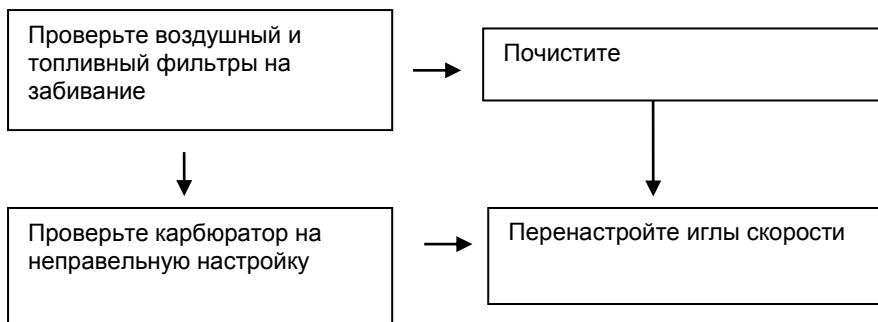 Проверьте воздушный и
топливный фильтры на
забивание
Почистите
Проверьте карбюратор на
неправельную настройку
Перенастройте иглы скорости